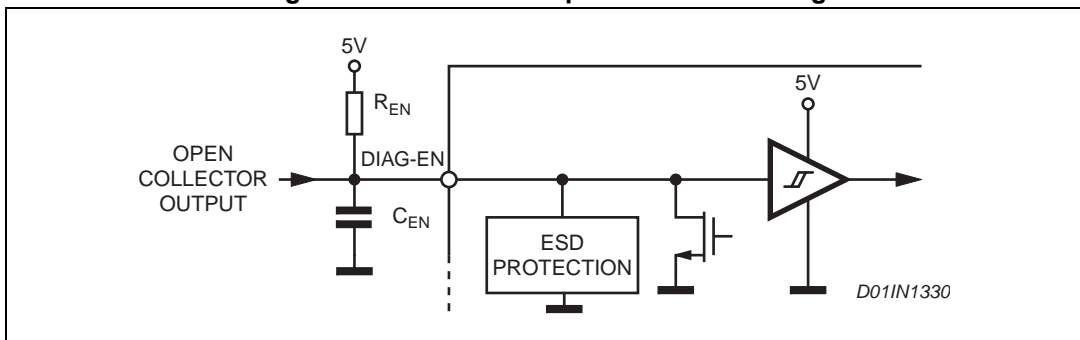 5V
R_EN
5V
OPEN
COLLECTOR
OUTPUT
DIAG-EN
C_EN
ESD
PROTECTION
D01IN1330